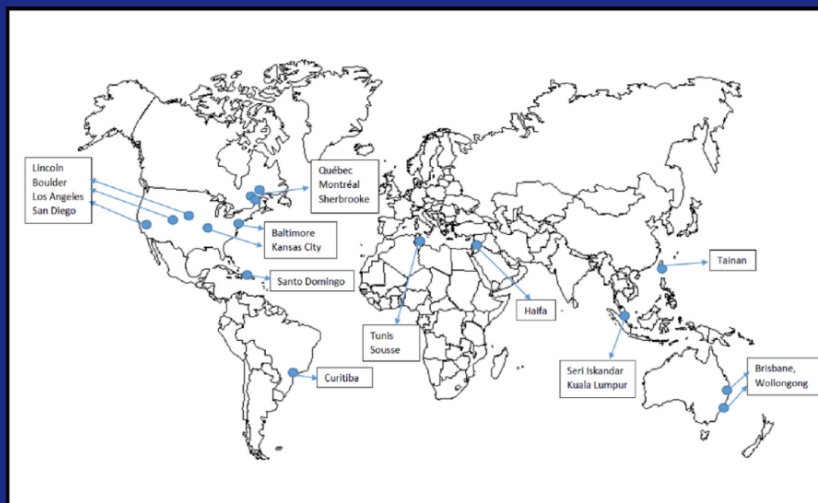 Lincoln
Boulder
Los Angeles
San Diego
Québec
Montréal
Sherbrooke
Baltimore
Kansas City
Santo Domingo
Curitiba
Tunis
Sousse
Haifa
Tainan
Seri Iskandar
Kuala Lumpur
Brisbane,
Wollongong